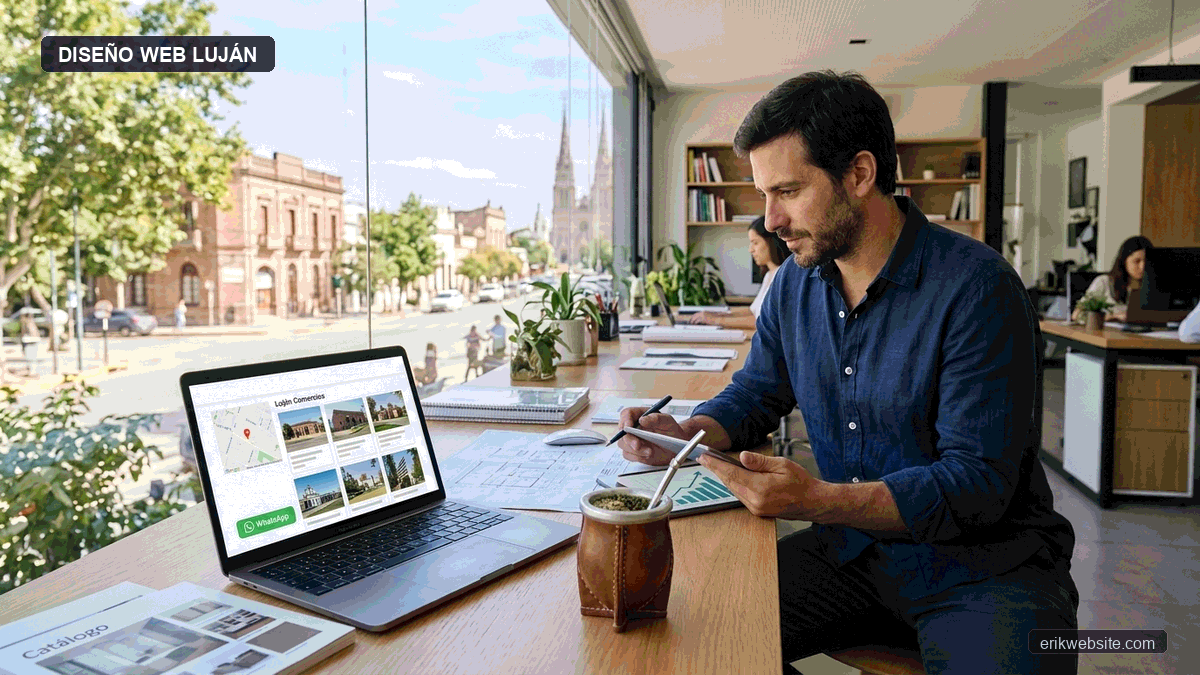 DISEÑO WEB LUJÁN
Luján Comercios
WhatsApp
Catálogo
erikwebsite.com